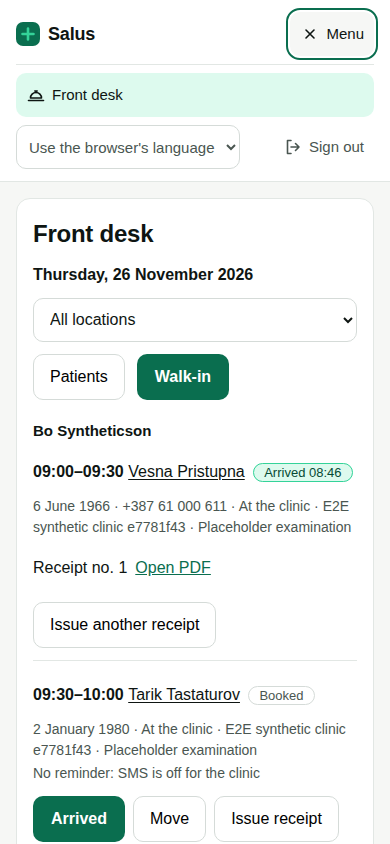 Salus
Menu
Front desk
Use the browser's language
Sign out
Front desk
Thursday, 26 November 2026
All locations
Patients
Walk-in
Bo Syntheticson
09:00–09:30 Vesna Pristupna Arrived 08:46
6 June 1966 · +387 61 000 611 · At the clinic · E2E
synthetic clinic e7781f43 · Placeholder examination
Receipt no. 1 Open PDF
Issue another receipt
09:30–10:00 Tarik Tastaturov Booked
2 January 1980 · At the clinic · E2E synthetic clinic
e7781f43 · Placeholder examination
No reminder: SMS is off for the clinic
Arrived
Move
Issue receipt